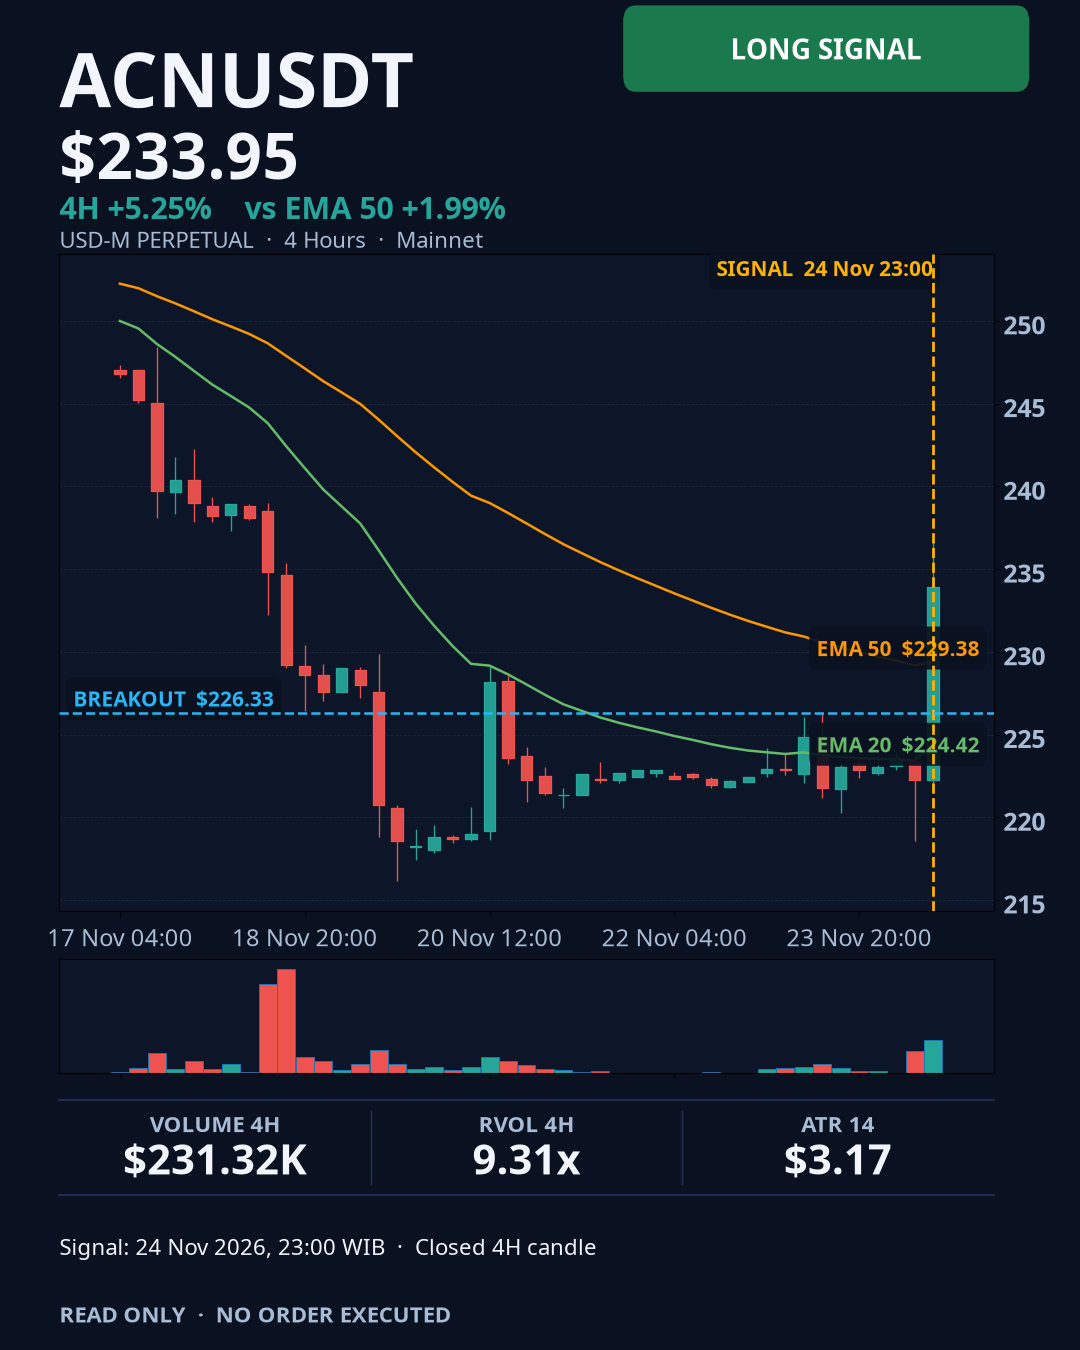 LONG SIGNAL
ACNUSDT
$233.95
4H +5.25% vs EMA 50 +1.99%
USD-M PERPETUAL · 4 Hours · Mainnet
SIGNAL 24 Nov 23:00
250
245
240
235
230
225
220
215
EMA 50 $229.38
BREAKOUT $226.33
EMA 20 $224.42
17 Nov 04:00 18 Nov 20:00 20 Nov 12:00 22 Nov 04:00 23 Nov 20:00
VOLUME 4H RVOL 4H ATR 14
$231.32K 9.31x $3.17
Signal: 24 Nov 2026, 23:00 WIB · Closed 4H candle
READ ONLY · NO ORDER EXECUTED